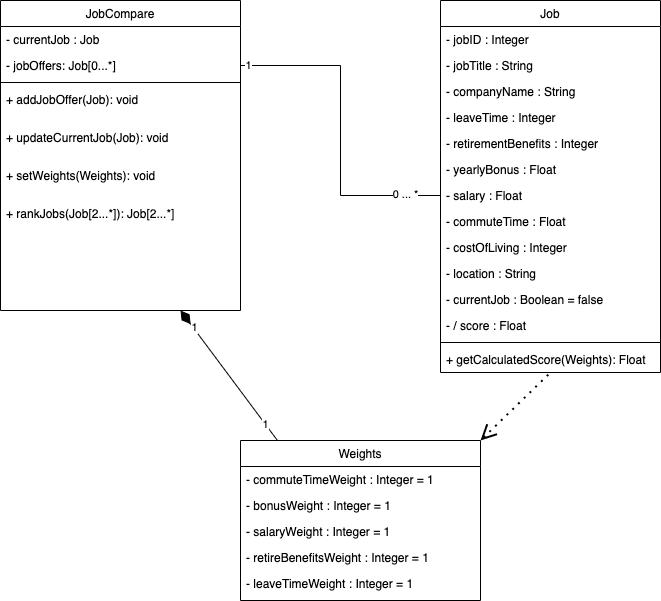 JobCompare
- currentJob : Job
- jobOffers: Job[0...*]
+ addJobOffer(Job): void
+ updateCurrentJob(Job): void
+ setWeights(Weights): void
+ rankJobs(Job[2...*]): Job[2...*]
1
0 ... *
Job
- jobID : Integer
- jobTitle : String
- companyName : String
- leaveTime : Integer
- retirementBenefits : Integer
- yearlyBonus : Float
- salary : Float
- commuteTime : Float
- costOfLiving : Integer
- location : String
- currentJob : Boolean = false
- / score : Float
+ getCalculatedScore(Weights): Float
1
1
Weights
- commuteTimeWeight : Integer = 1
- bonusWeight : Integer = 1
- salaryWeight : Integer = 1
- retireBenefitsWeight : Integer = 1
- leaveTimeWeight : Integer = 1